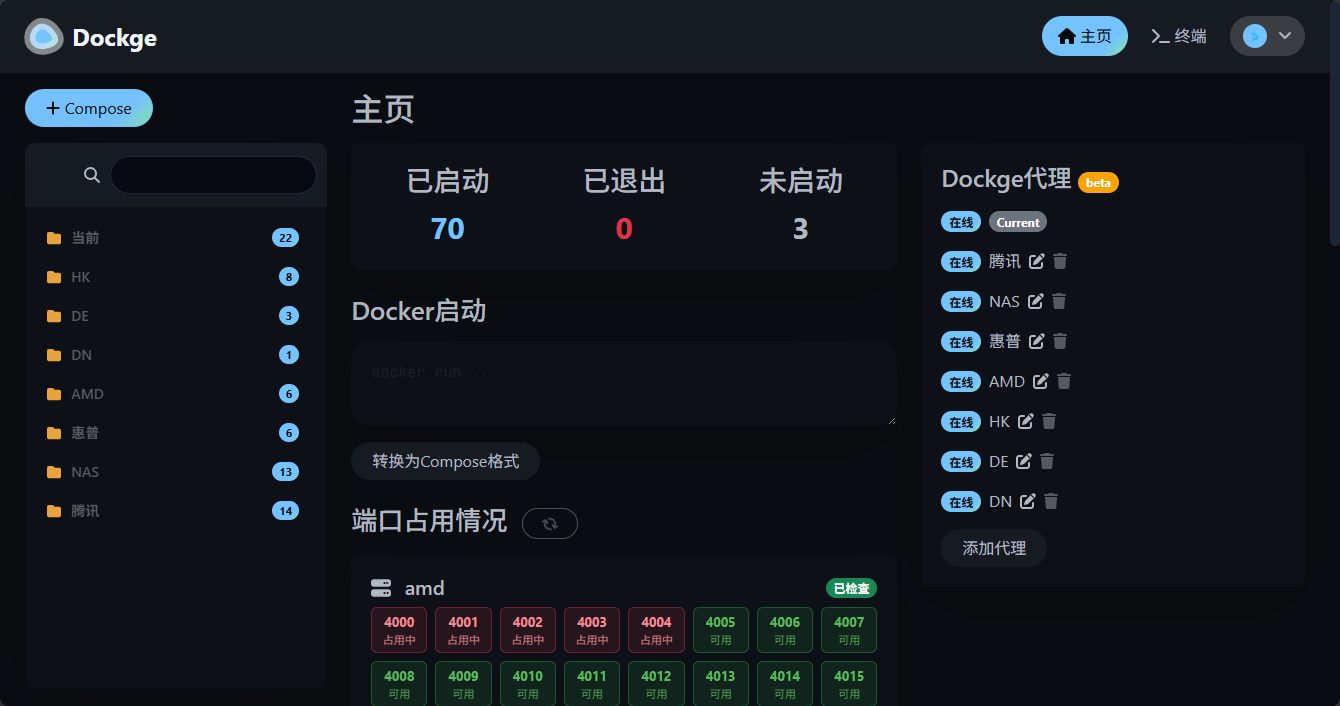 Dockge
主页
终端
Compose
当前 22
HK 8
DE 3
DN 1
AMD 6
惠普 6
NAS 13
腾讯 14
主页
已启动 已退出 未启动
70 0 3
Docker启动
docker run ...
转换为Compose格式
端口占用情况
amd 已检查
4000 4001 4002 4003 4004 4005 4006 4007
占用中 占用中 占用中 占用中 占用中 可用 可用 可用
4008 4009 4010 4011 4012 4013 4014 4015
可用 可用 可用 可用 可用 可用 可用 可用
Dockge代理 beta
在线 Current
在线 腾讯
在线 NAS
在线 惠普
在线 AMD
在线 HK
在线 DE
在线 DN
添加代理